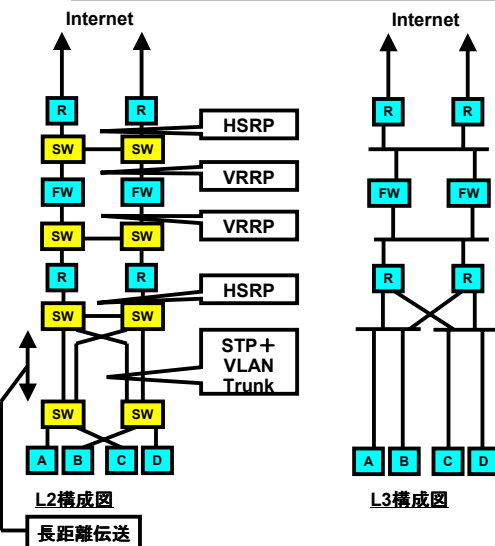 Internet
R R
SW SW
FW FW
SW SW
R R
SW SW
SW SW
A B C D
L2構成図
長距離伝送
HSRP
VRRP
VRRP
HSRP
STP＋
VLAN
Trunk
Internet
R R
FW FW
R R
A B C D
L3構成図